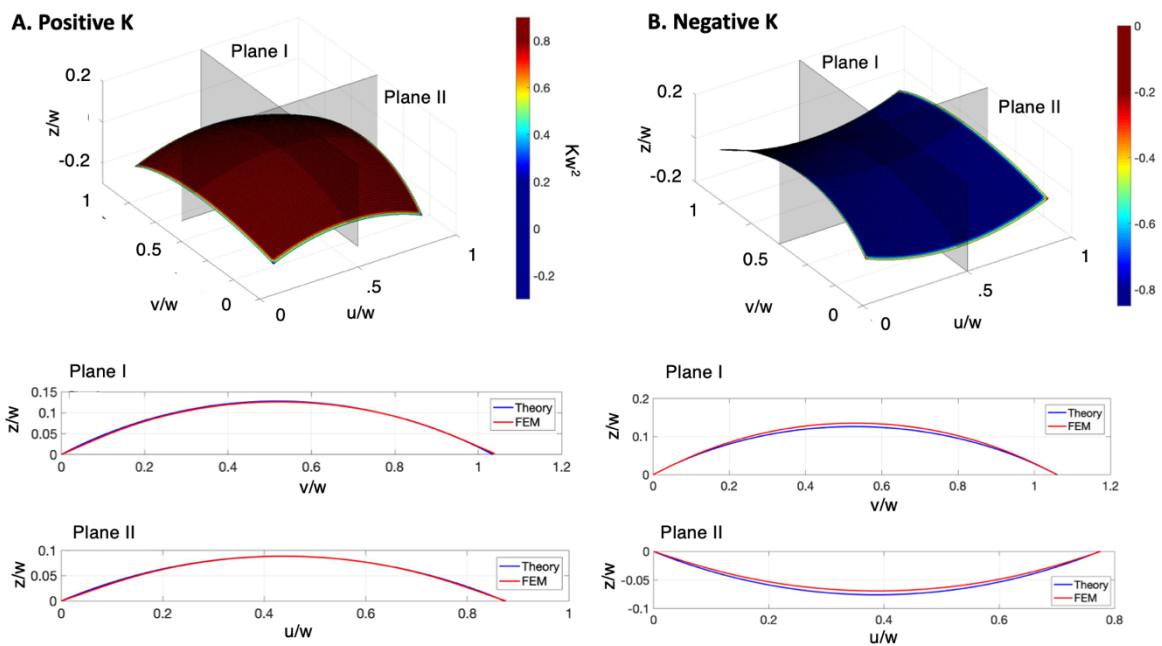 A. Positive K
Plane I
Plane II
0.2
-0.2
z/w
1
0.5
0
v/w
0
.5
1
u/w
0.8
0.6
0.4
0.2
0
-0.2
Kw²
B. Negative K
Plane I
Plane II
0.2
-0.2
z/w
1
0.5
0
v/w
0
.5
1
u/w
0
-0.2
-0.4
-0.6
-0.8
Plane I
0.15
0.1
0.05
0
z/w
Theory
FEM
0 0.2 0.4 0.6 0.8 1 1.2
v/w
Plane I
0.2
0.1
0
z/w
Theory
FEM
0 0.2 0.4 0.6 0.8 1 1.2
v/w
Plane II
0.1
0.05
0
z/w
Theory
FEM
0 0.2 0.4 0.6 0.8 1
u/w
Plane II
0
-0.05
-0.1
z/w
Theory
FEM
0 0.2 0.4 0.6 0.8
u/w